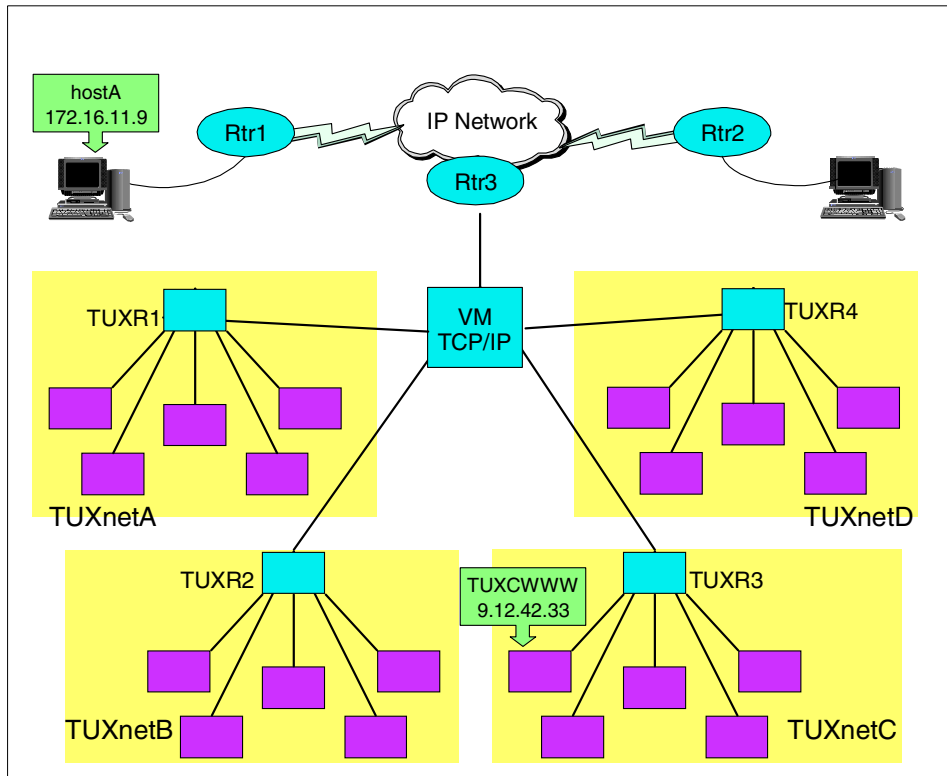 hostA
172.16.11.9
Rtr1
IP Network
Rtr2
Rtr3
TUXR1
VM
TCP/IP
TUXR4
TUXnetA
TUXnetD
TUXR2
TUXCWWW
9.12.42.33
TUXR3
TUXnetB
TUXnetC